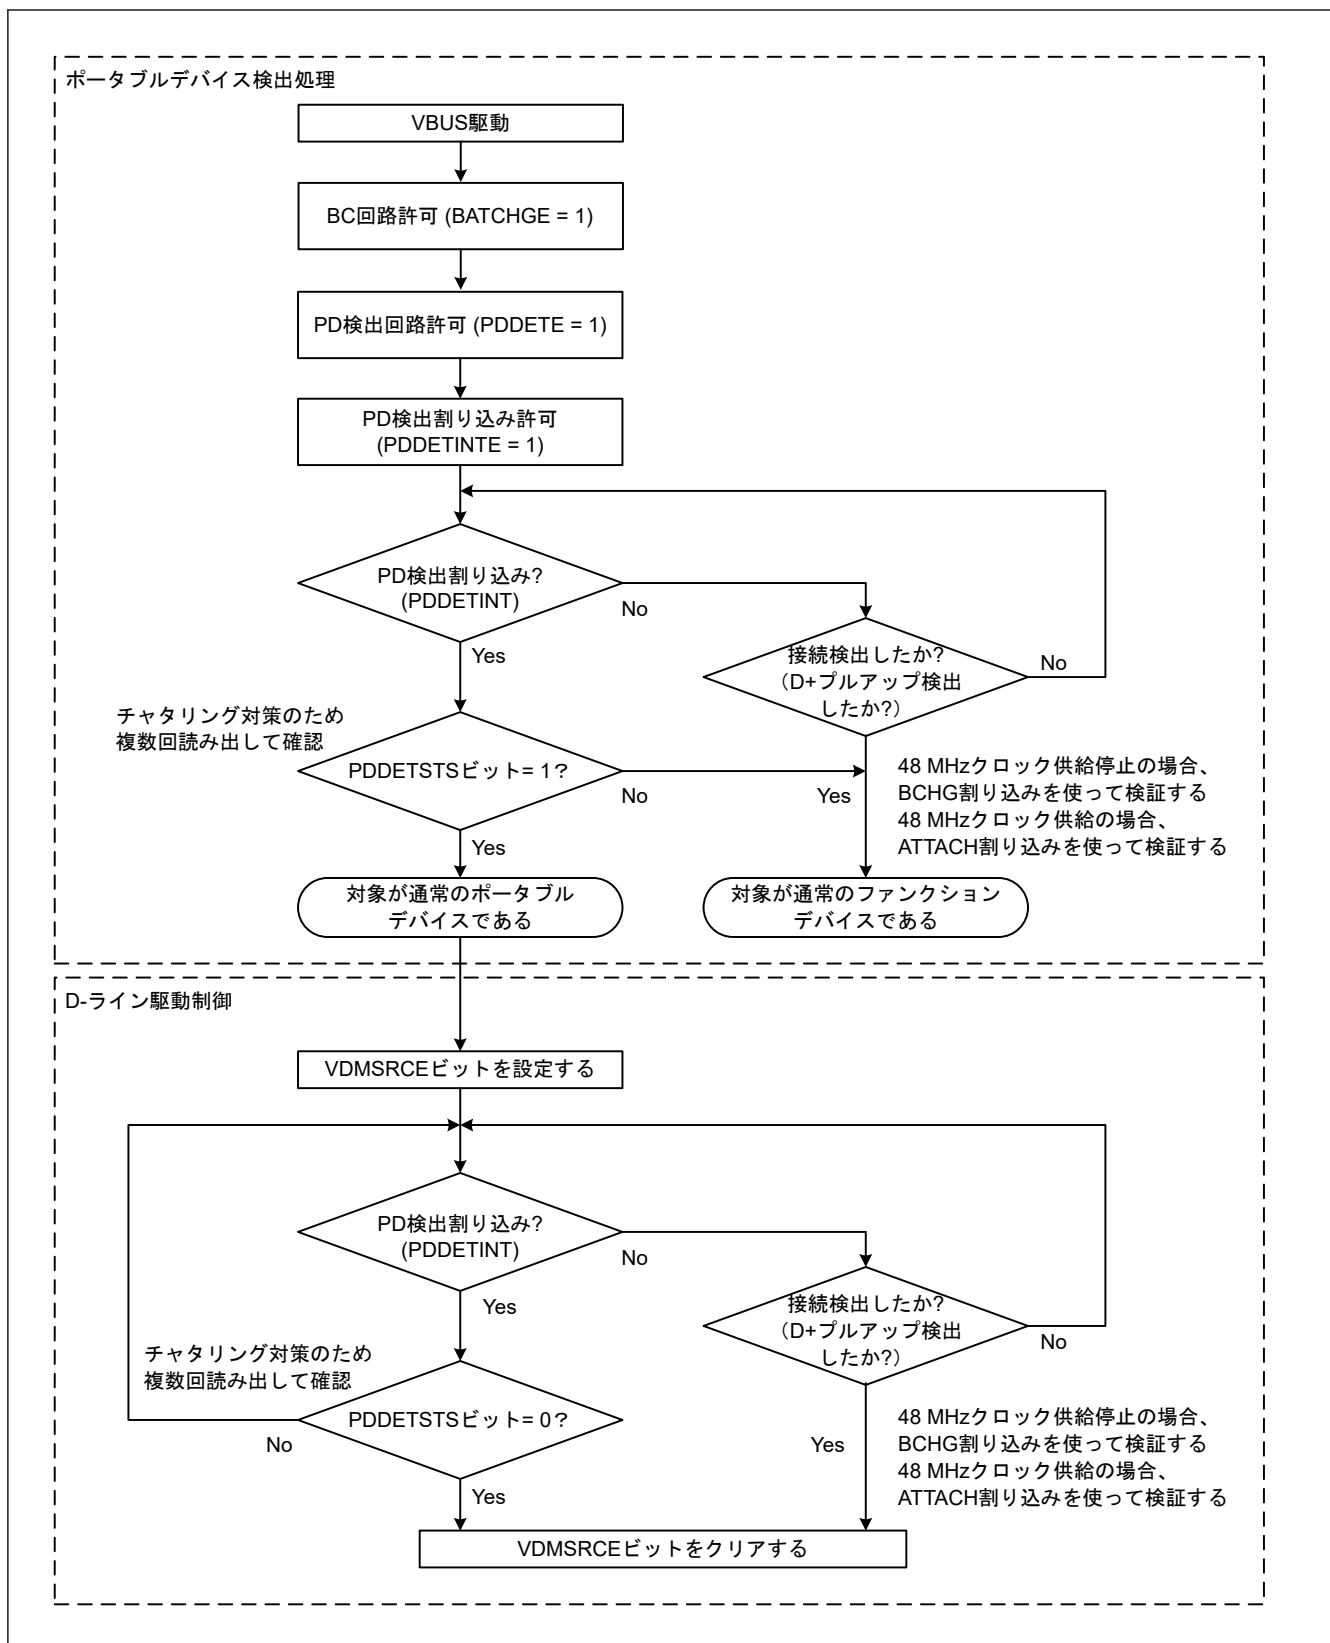 ポータブルデバイス検出処理
VBUS駆動
BC回路許可 (BATCHGE = 1)
PD検出回路許可 (PDDETE = 1)
PD検出割り込み許可
(PDDETINTE = 1)
PD検出割り込み?
(PDDETINT)
No
Yes
接続検出したか?
（D+プルアップ検出
したか?）
No
チャタリング対策のため
複数回読み出して確認
PDDETSTSビット= 1？
No
Yes
Yes
48 MHzクロック供給停止の場合、
BCHG割り込みを使って検証する
48 MHzクロック供給の場合、
ATTACH割り込みを使って検証する
対象が通常のポータブル
デバイスである
対象が通常のファンクション
デバイスである
D-ライン駆動制御
VDMSRCEビットを設定する
PD検出割り込み?
(PDDETINT)
No
Yes
接続検出したか?
（D+プルアップ検出
したか?）
No
チャタリング対策のため
複数回読み出して確認
PDDETSTSビット= 0？
No
Yes
Yes
48 MHzクロック供給停止の場合、
BCHG割り込みを使って検証する
48 MHzクロック供給の場合、
ATTACH割り込みを使って検証する
VDMSRCEビットをクリアする